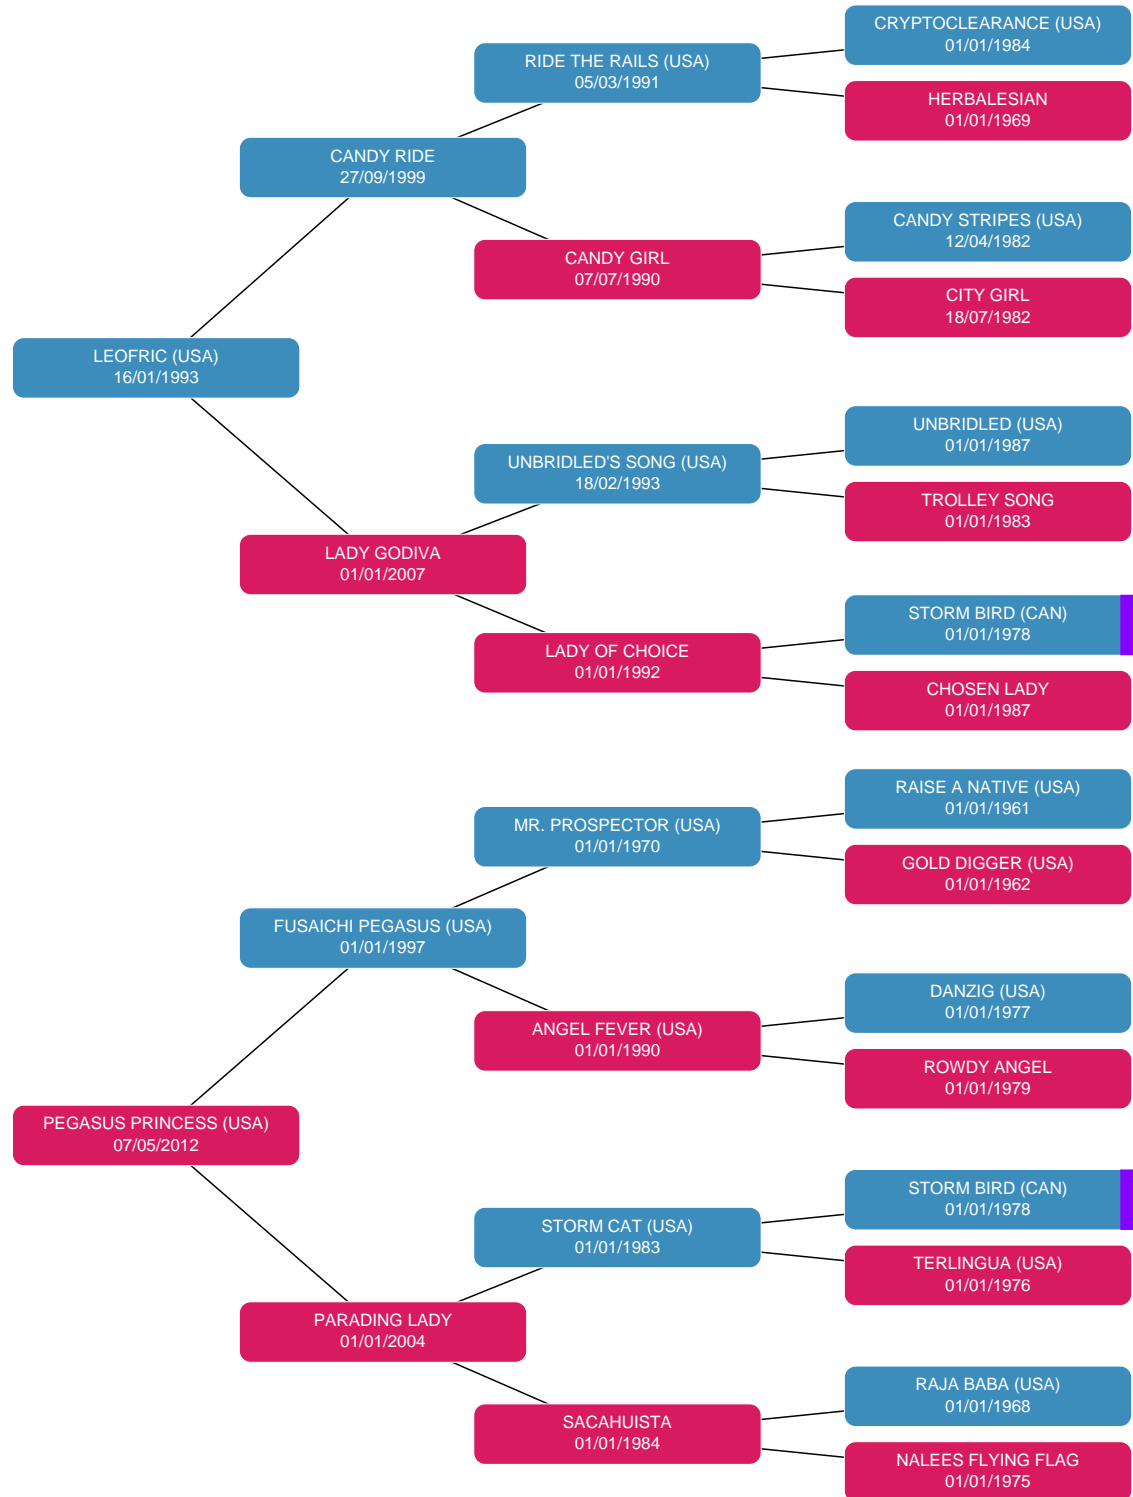 CRYPTOCLEARANCE (USA)
01/01/1984
RIDE THE RAILS (USA)
05/03/1991
HERBALESIAN
01/01/1969
CANDY RIDE
27/09/1999
CANDY STRIPES (USA)
12/04/1982
CANDY GIRL
07/07/1990
CITY GIRL
18/07/1982
LEOFRIC (USA)
16/01/1993
UNBRIDLED (USA)
01/01/1987
UNBRIDLED'S SONG (USA)
18/02/1993
TROLLEY SONG
01/01/1983
LADY GODIVA
01/01/2007
STORM BIRD (CAN)
01/01/1978
LADY OF CHOICE
01/01/1992
CHOSEN LADY
01/01/1987
RAISE A NATIVE (USA)
01/01/1961
MR. PROSPECTOR (USA)
01/01/1970
GOLD DIGGER (USA)
01/01/1962
FUSAICHI PEGASUS (USA)
01/01/1997
DANZIG (USA)
01/01/1977
ANGEL FEVER (USA)
01/01/1990
ROWDY ANGEL
01/01/1979
PEGASUS PRINCESS (USA)
07/05/2012
STORM BIRD (CAN)
01/01/1978
STORM CAT (USA)
01/01/1983
TERLINGUA (USA)
01/01/1976
PARADING LADY
01/01/2004
RAJA BABA (USA)
01/01/1968
SACAHUISTA
01/01/1984
NALEES FLYING FLAG
01/01/1975